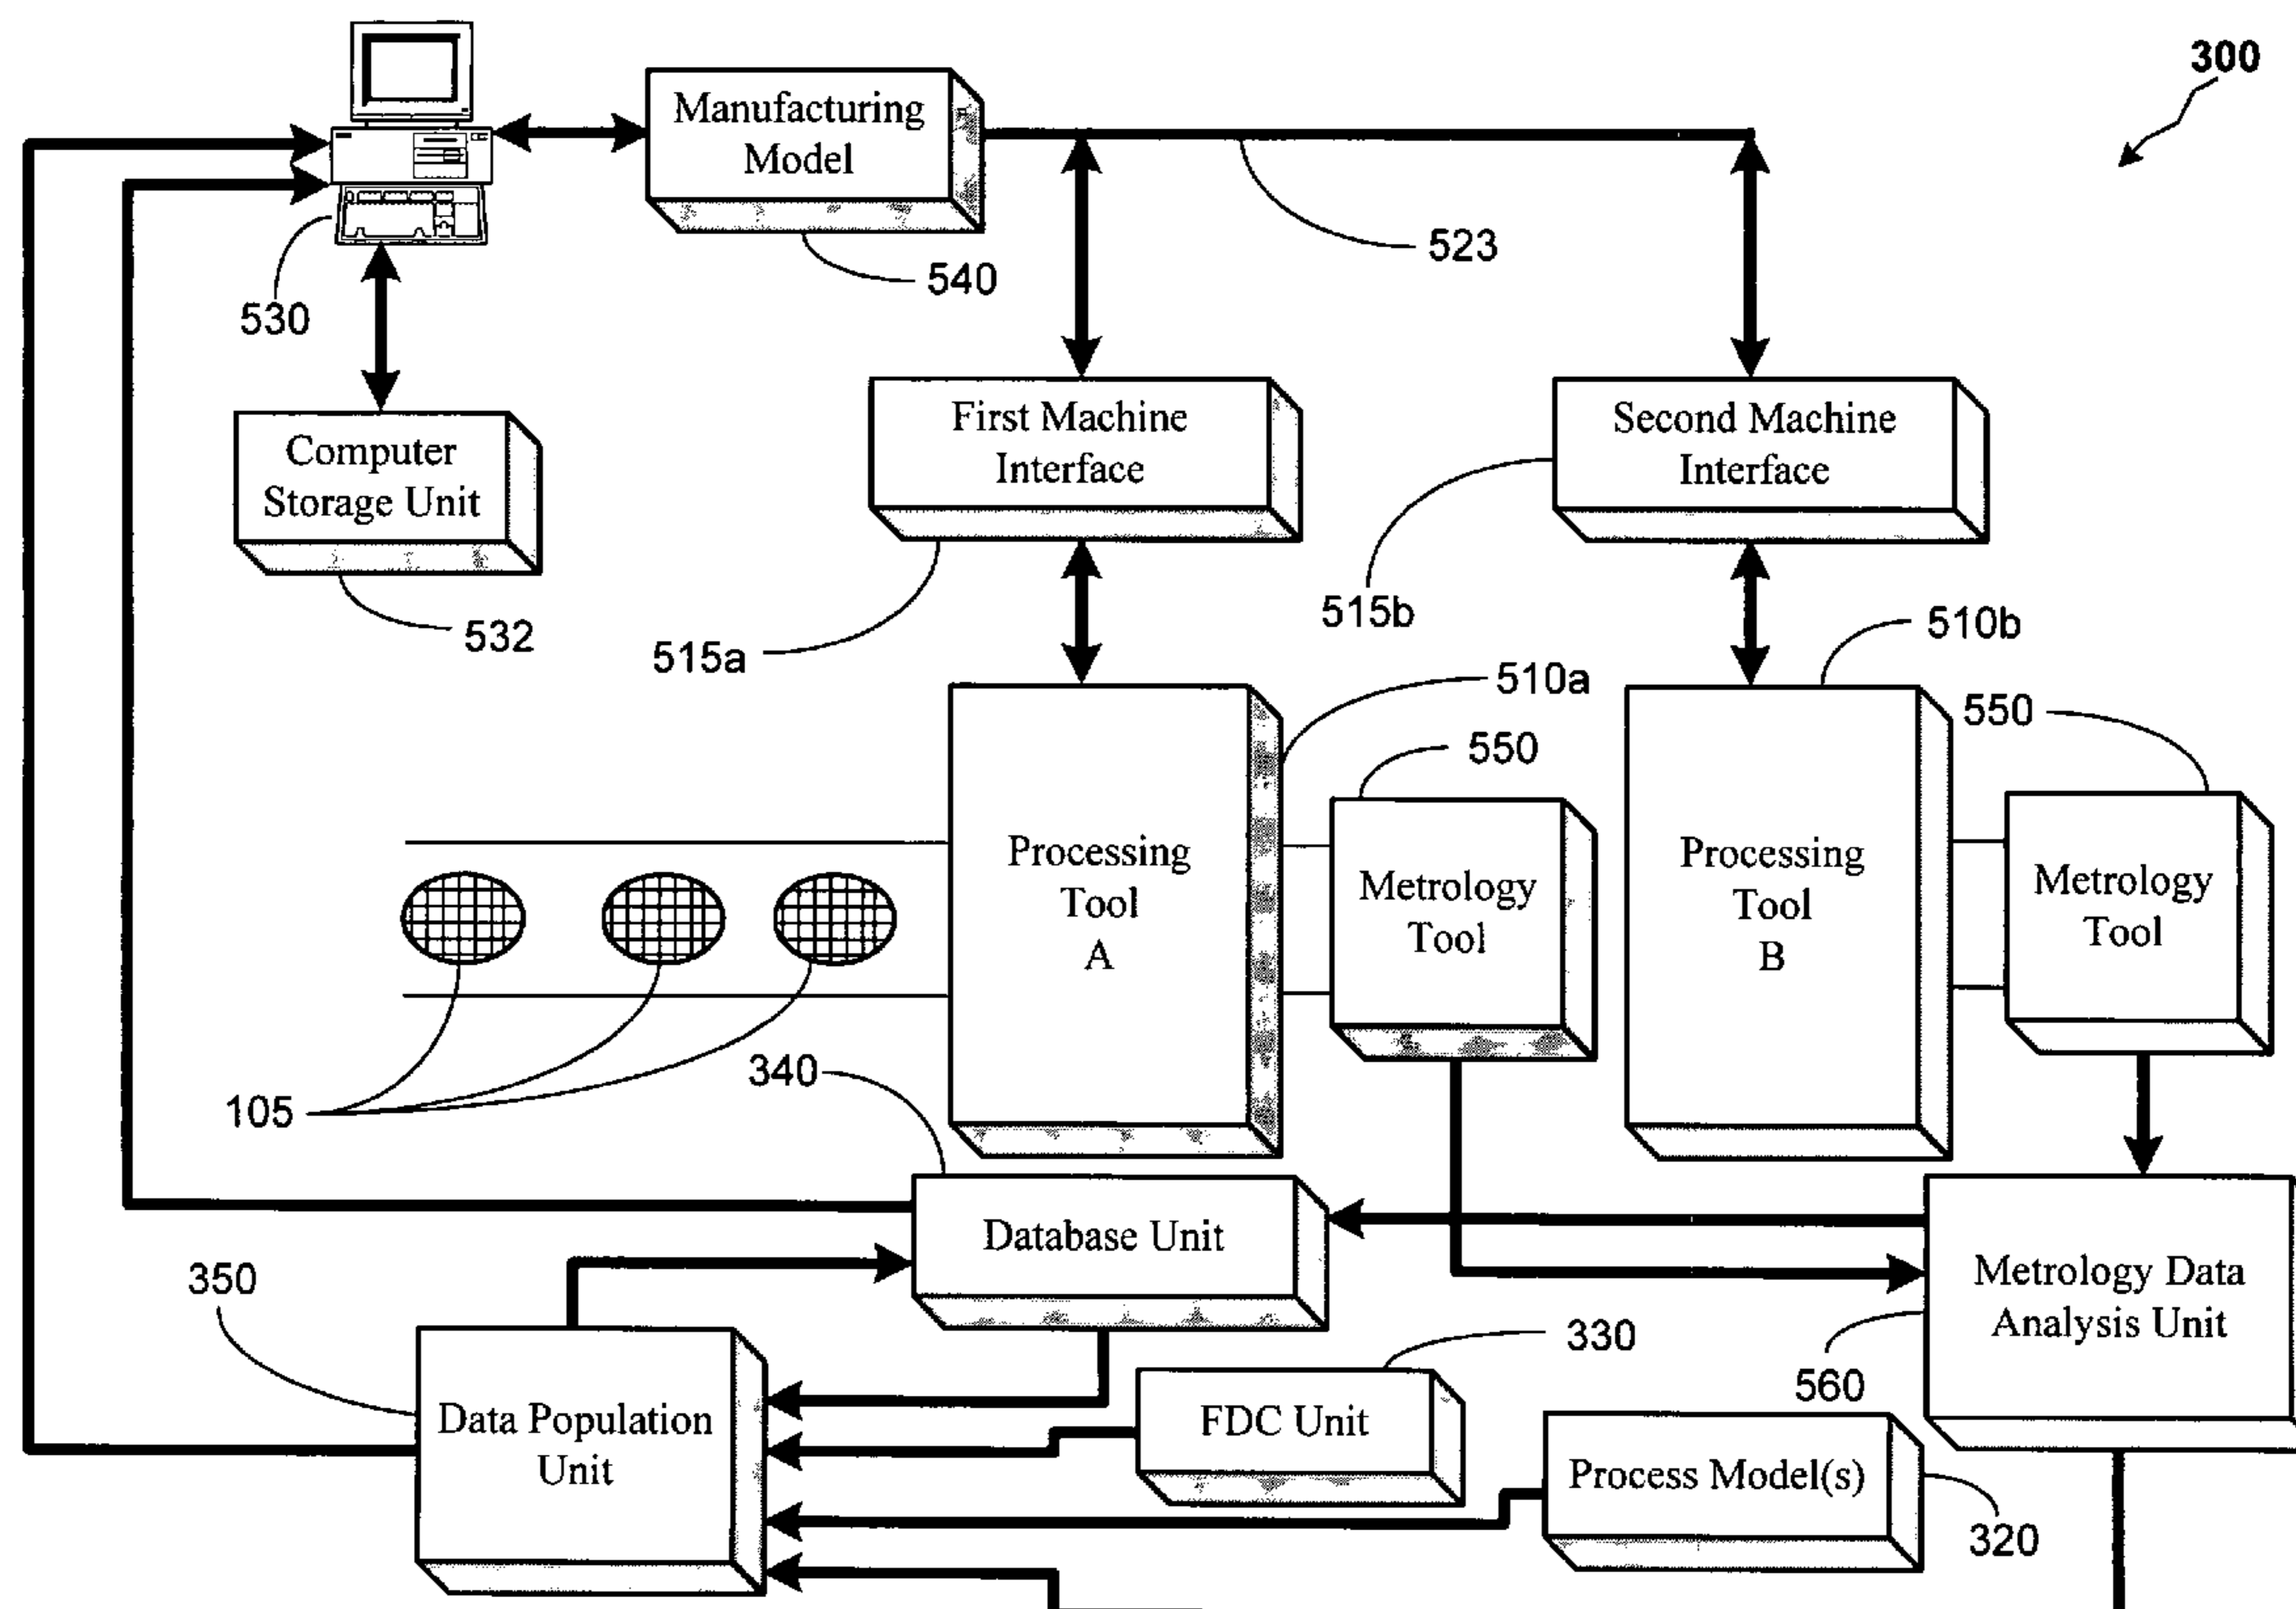 300
Manufacturing
Model
523
540
530
First Machine
Interface
Second Machine
Interface
Computer
Storage Unit
532
515a
515b
510b
510a
550
550
Processing
Tool
A
Metrology
Tool
Processing
Tool
B
Metrology
Tool
105
340
Database Unit
350
Metrology Data
Analysis Unit
560
330
FDC Unit
Data Population
Unit
Process Model(s)
320